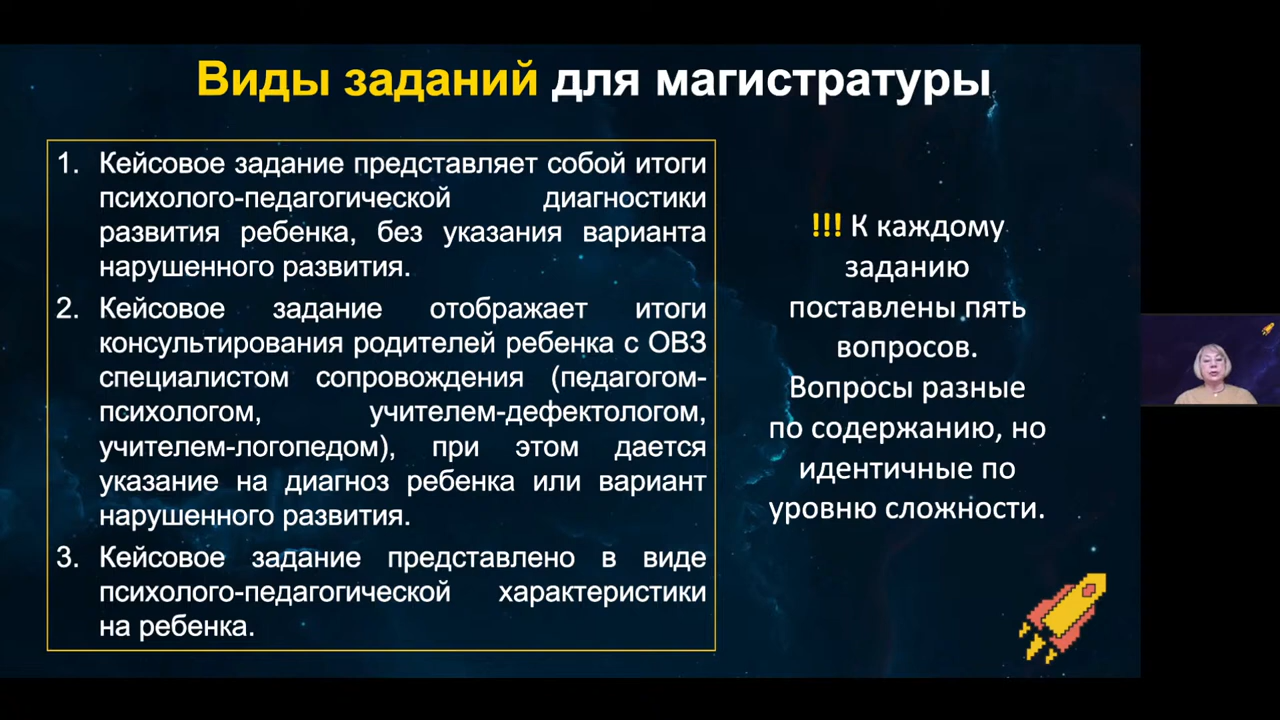 Виды заданий для магистратуры
1. Кейсовое задание представляет собой итоги
психолого-педагогической диагностики
развития ребенка, без указания варианта
нарушенного развития.
2. Кейсовое задание отображает итоги
консультирования родителей ребенка с ОВЗ
специалистом сопровождения (педагогом-
психологом, учителем-дефектологом,
учителем-логопедом), при этом дается
указание на диагноз ребенка или вариант
нарушенного развития.
3. Кейсовое задание представлено в виде
психолого-педагогической характеристики
на ребенка.
!!! К каждому
заданию
поставлены пять
вопросов.
Вопросы разные
по содержанию, но
идентичные по
уровню сложности.